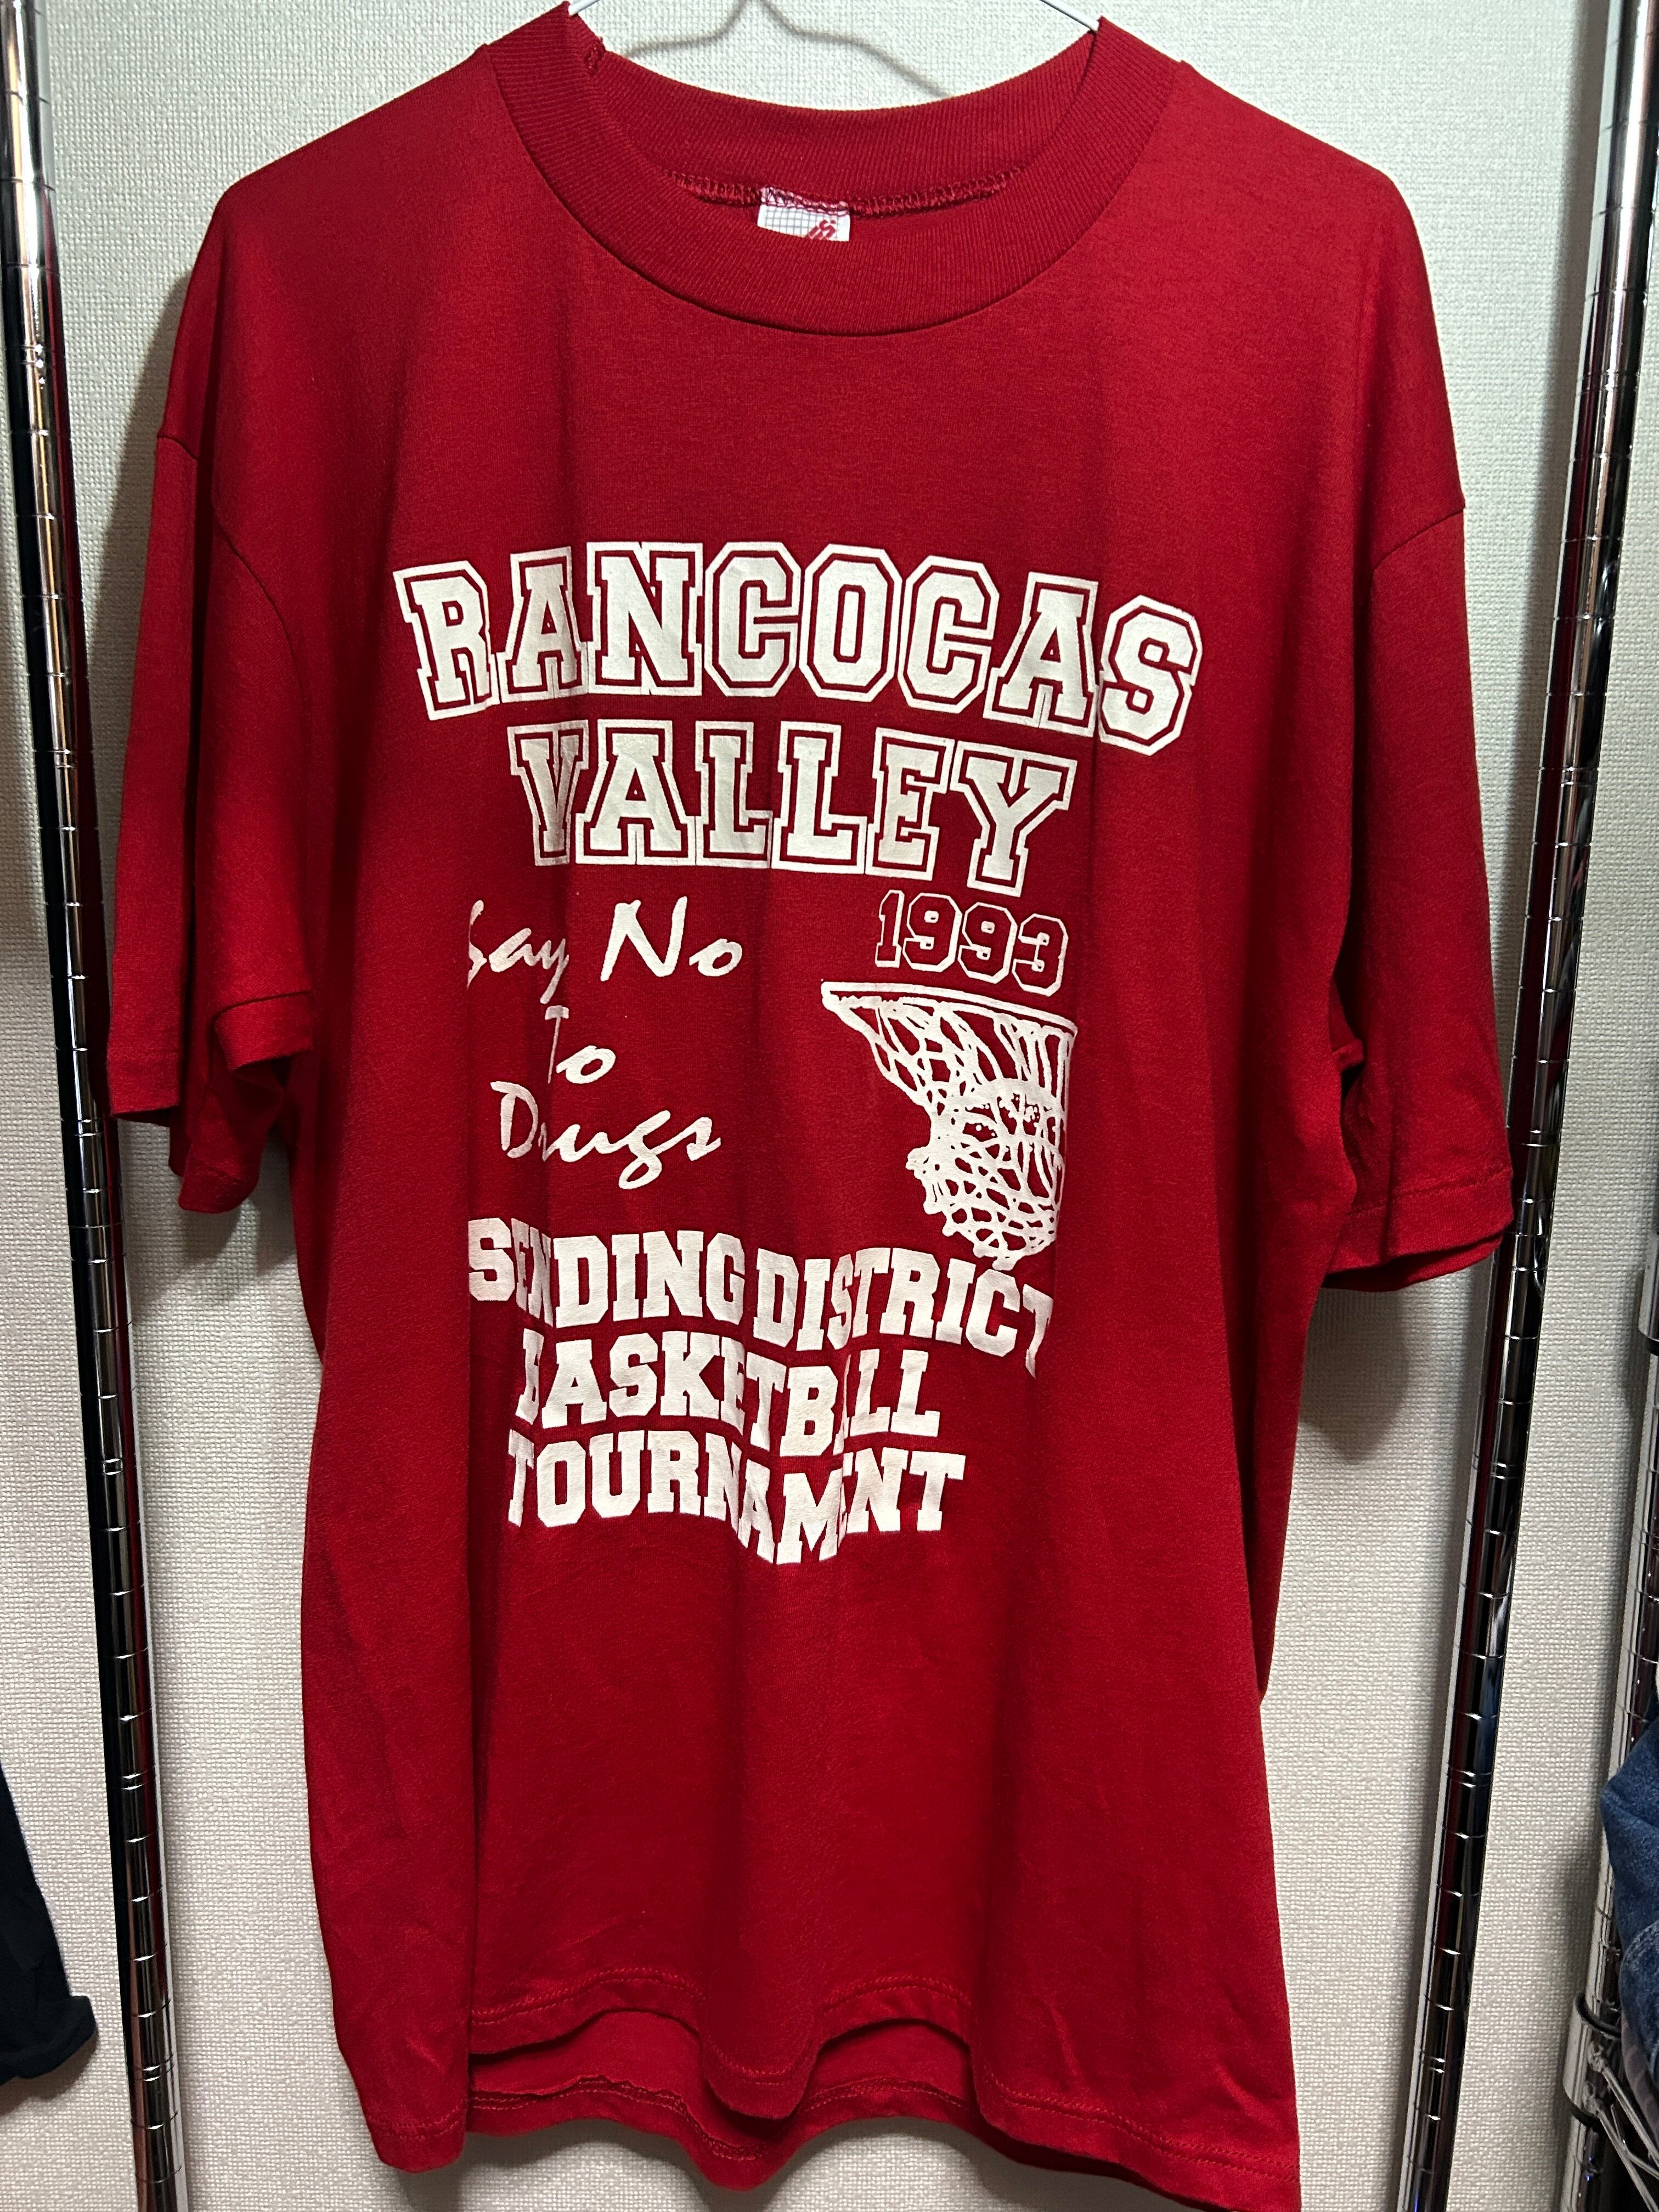 RANCOCAS
VALLEY
1993
Say No
To
Drugs
SENDING DISTRICT
BASKETBALL
TOURNAMENT